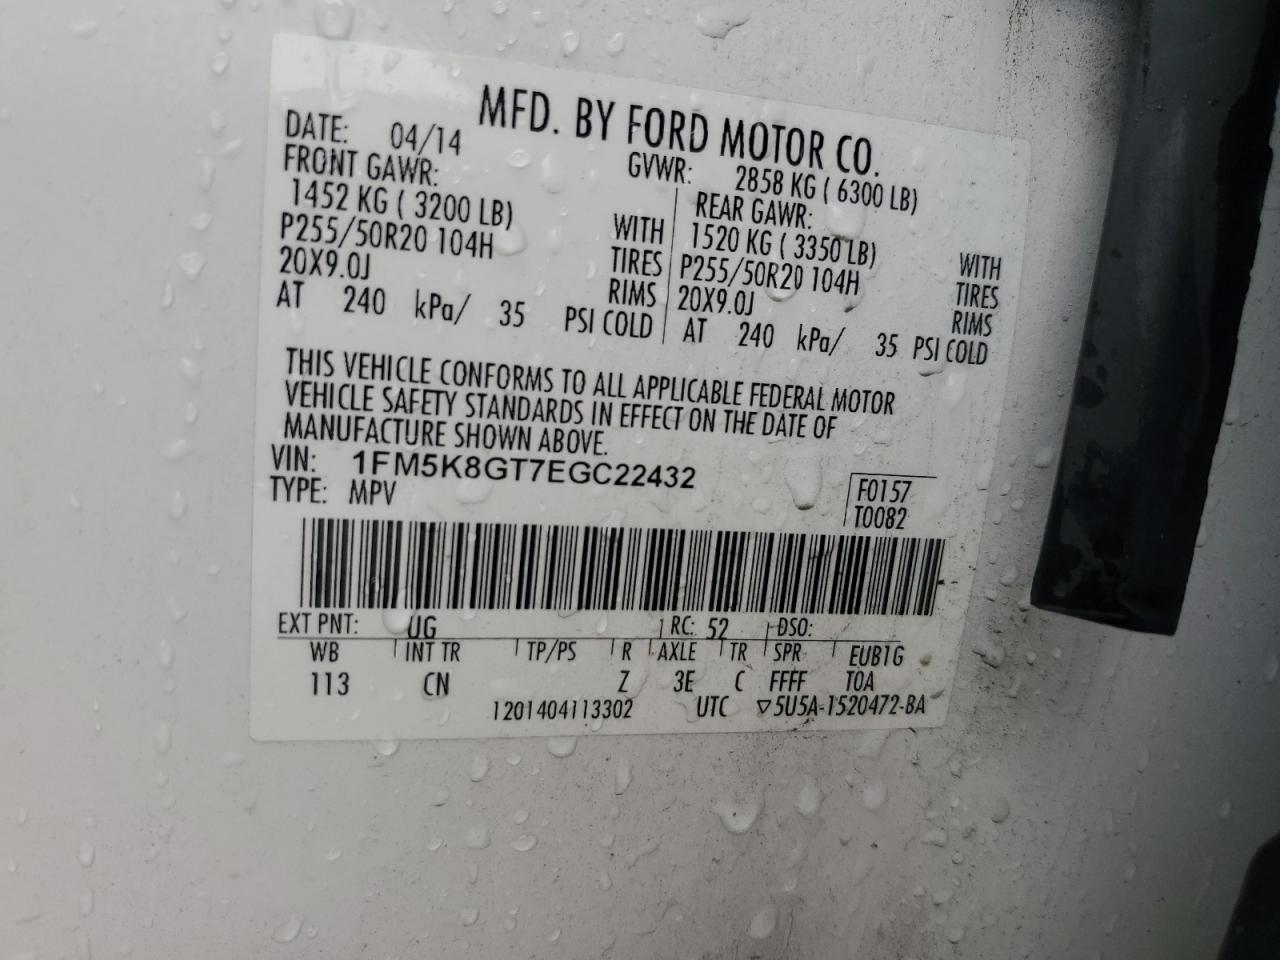 MFD. BY FORD MOTOR CO.
DATE: 04/14
GVWR: 2858 KG ( 6300 LB)
FRONT GAWR:
1452 KG ( 3200 LB) WITH
P255/50R20 104H TIRES
20X9.0J RIMS
AT 240 kPa/ 35 PSI COLD
REAR GAWR:
1520 KG ( 3350 LB) WITH
P255/50R20 104H TIRES
20X9.0J RIMS
AT 240 kPa/ 35 PSI COLD
THIS VEHICLE CONFORMS TO ALL APPLICABLE FEDERAL MOTOR
VEHICLE SAFETY STANDARDS IN EFFECT ON THE DATE OF
MANUFACTURE SHOWN ABOVE.
VIN: 1FM5K8GT7EGC22432
TYPE: MPV
F0157
T0082
EXT PNT: UG RC: 52 DSO:
WB INT TR TP/PS R AXLE TR SPR EUB1G
113 CN Z 3E C FFFF TOA
1201404113302 UTC ▽5U5A-1520472-BA